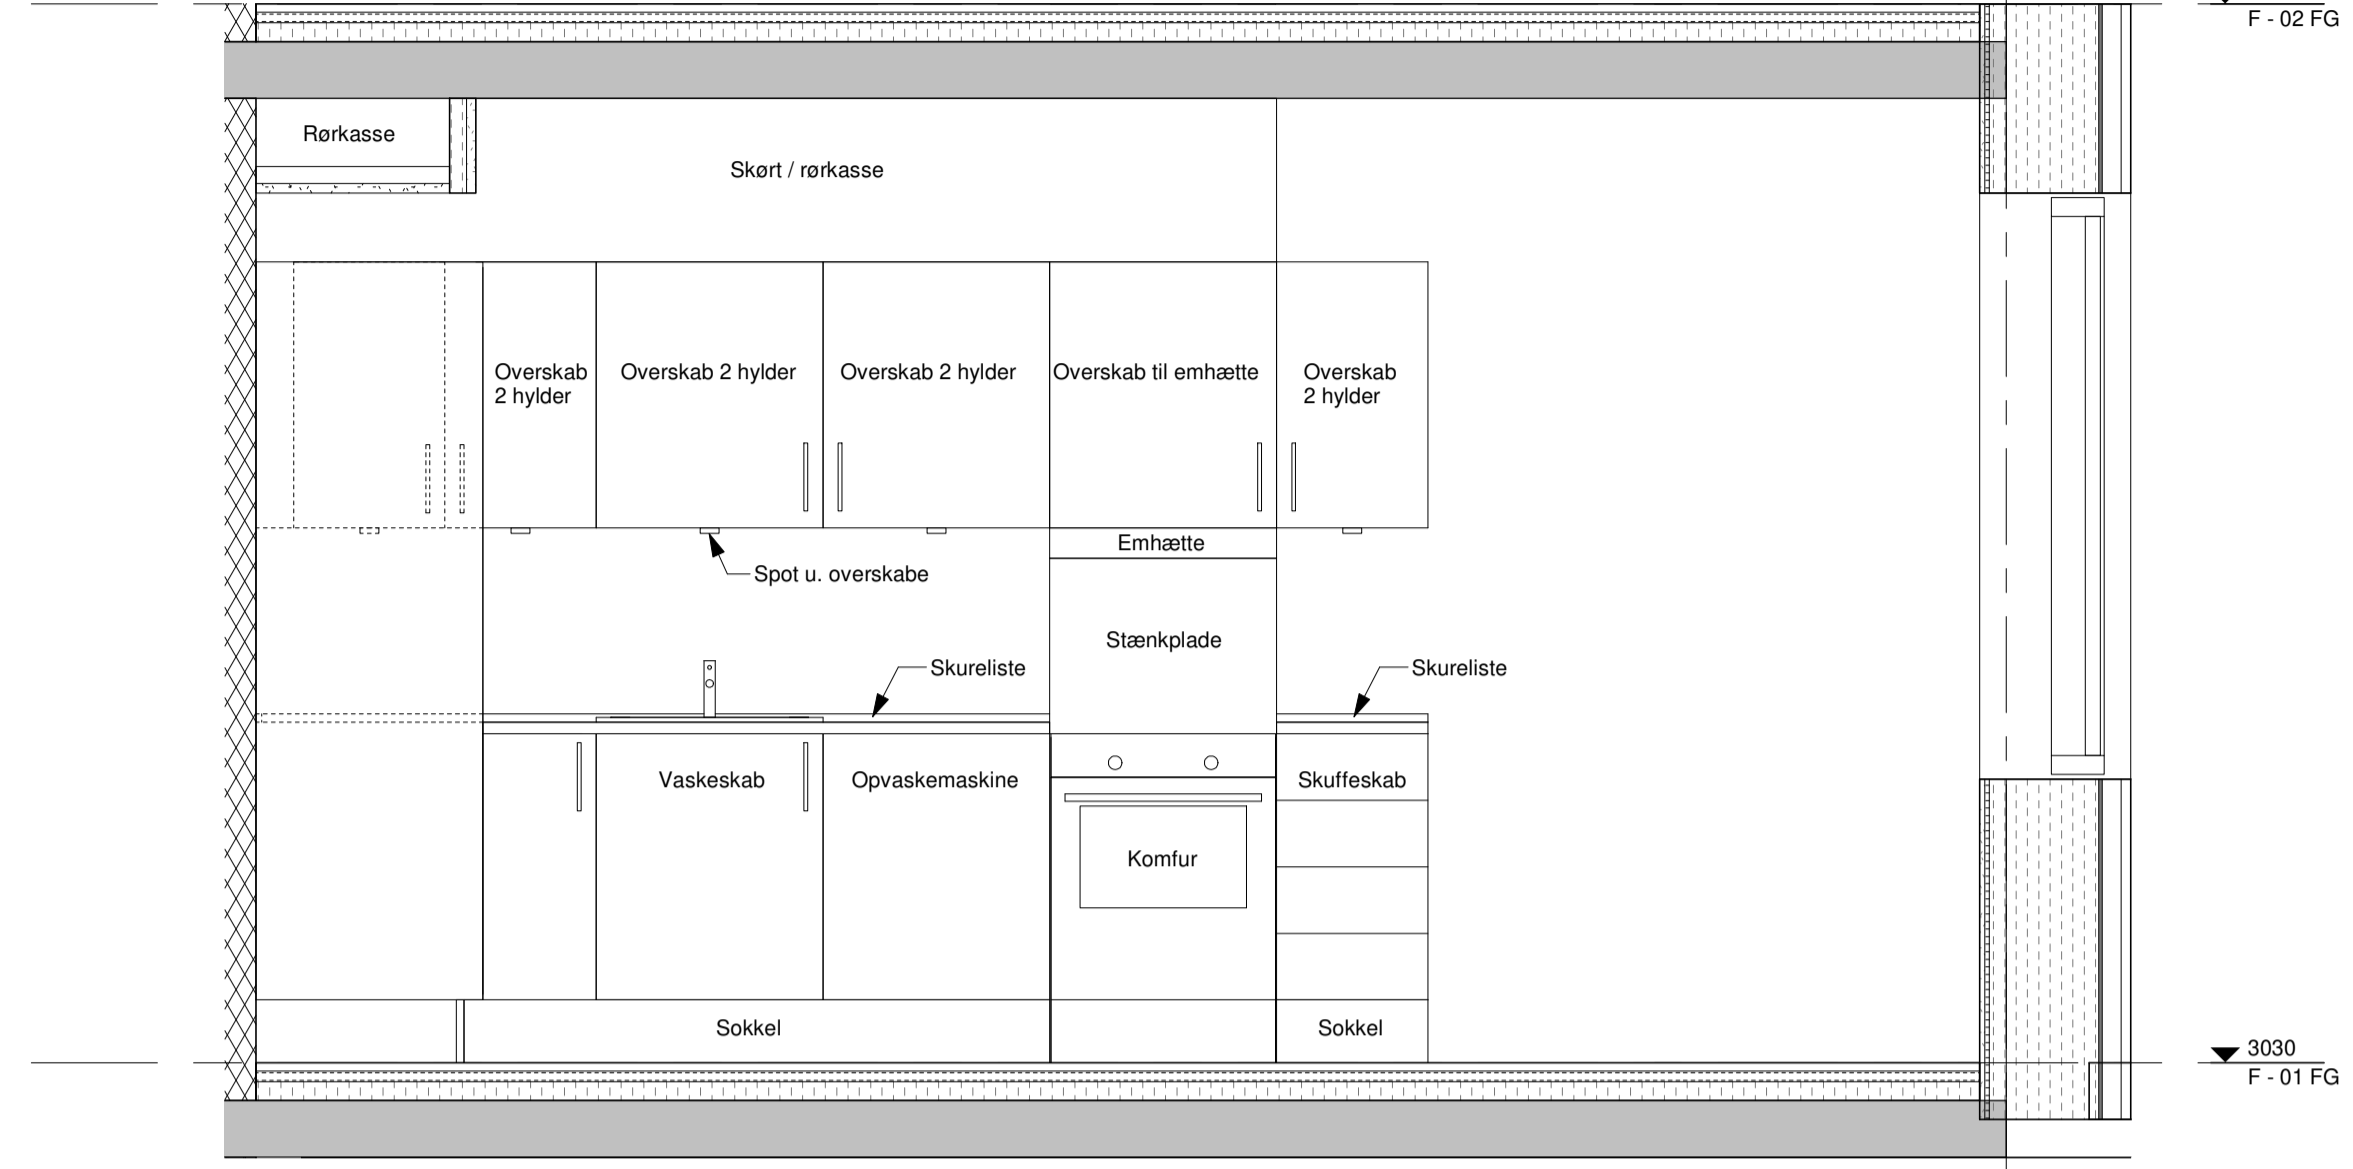 F - 02 FG
Rørkasse
Skørt / rørkasse
Overskab
2 hylder
Overskab 2 hylder
Overskab 2 hylder
Overskab til emhætte
Overskab
2 hylder
Emhætte
Spot u. overskabe
Stænkplade
Skureliste
Skureliste
Vaskeskab
Opvaskemaskine
Skuffeskab
Komfur
Sokkel
Sokkel
3030
F - 01 FG